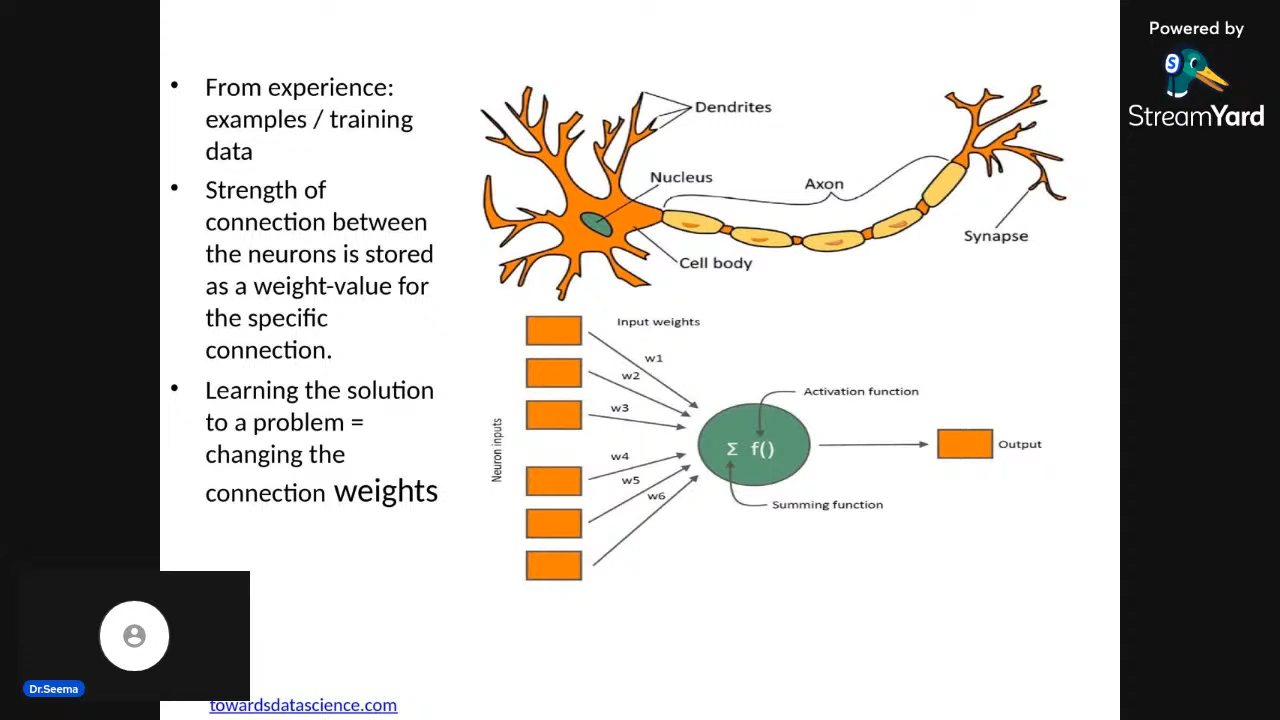 • From experience:
examples / training
data
• Strength of
connection between
the neurons is stored
as a weight-value for
the specific
connection.
• Learning the solution
to a problem =
changing the
connection weights
Dendrites
Nucleus
Axon
Synapse
Cell body
Input weights
w1
w2
w3
w4
w5
w6
Neuron inputs
Activation function
Σ f()
Output
Summing function
Powered by
S
StreamYard
Dr.Seema
towardsdatascience.com